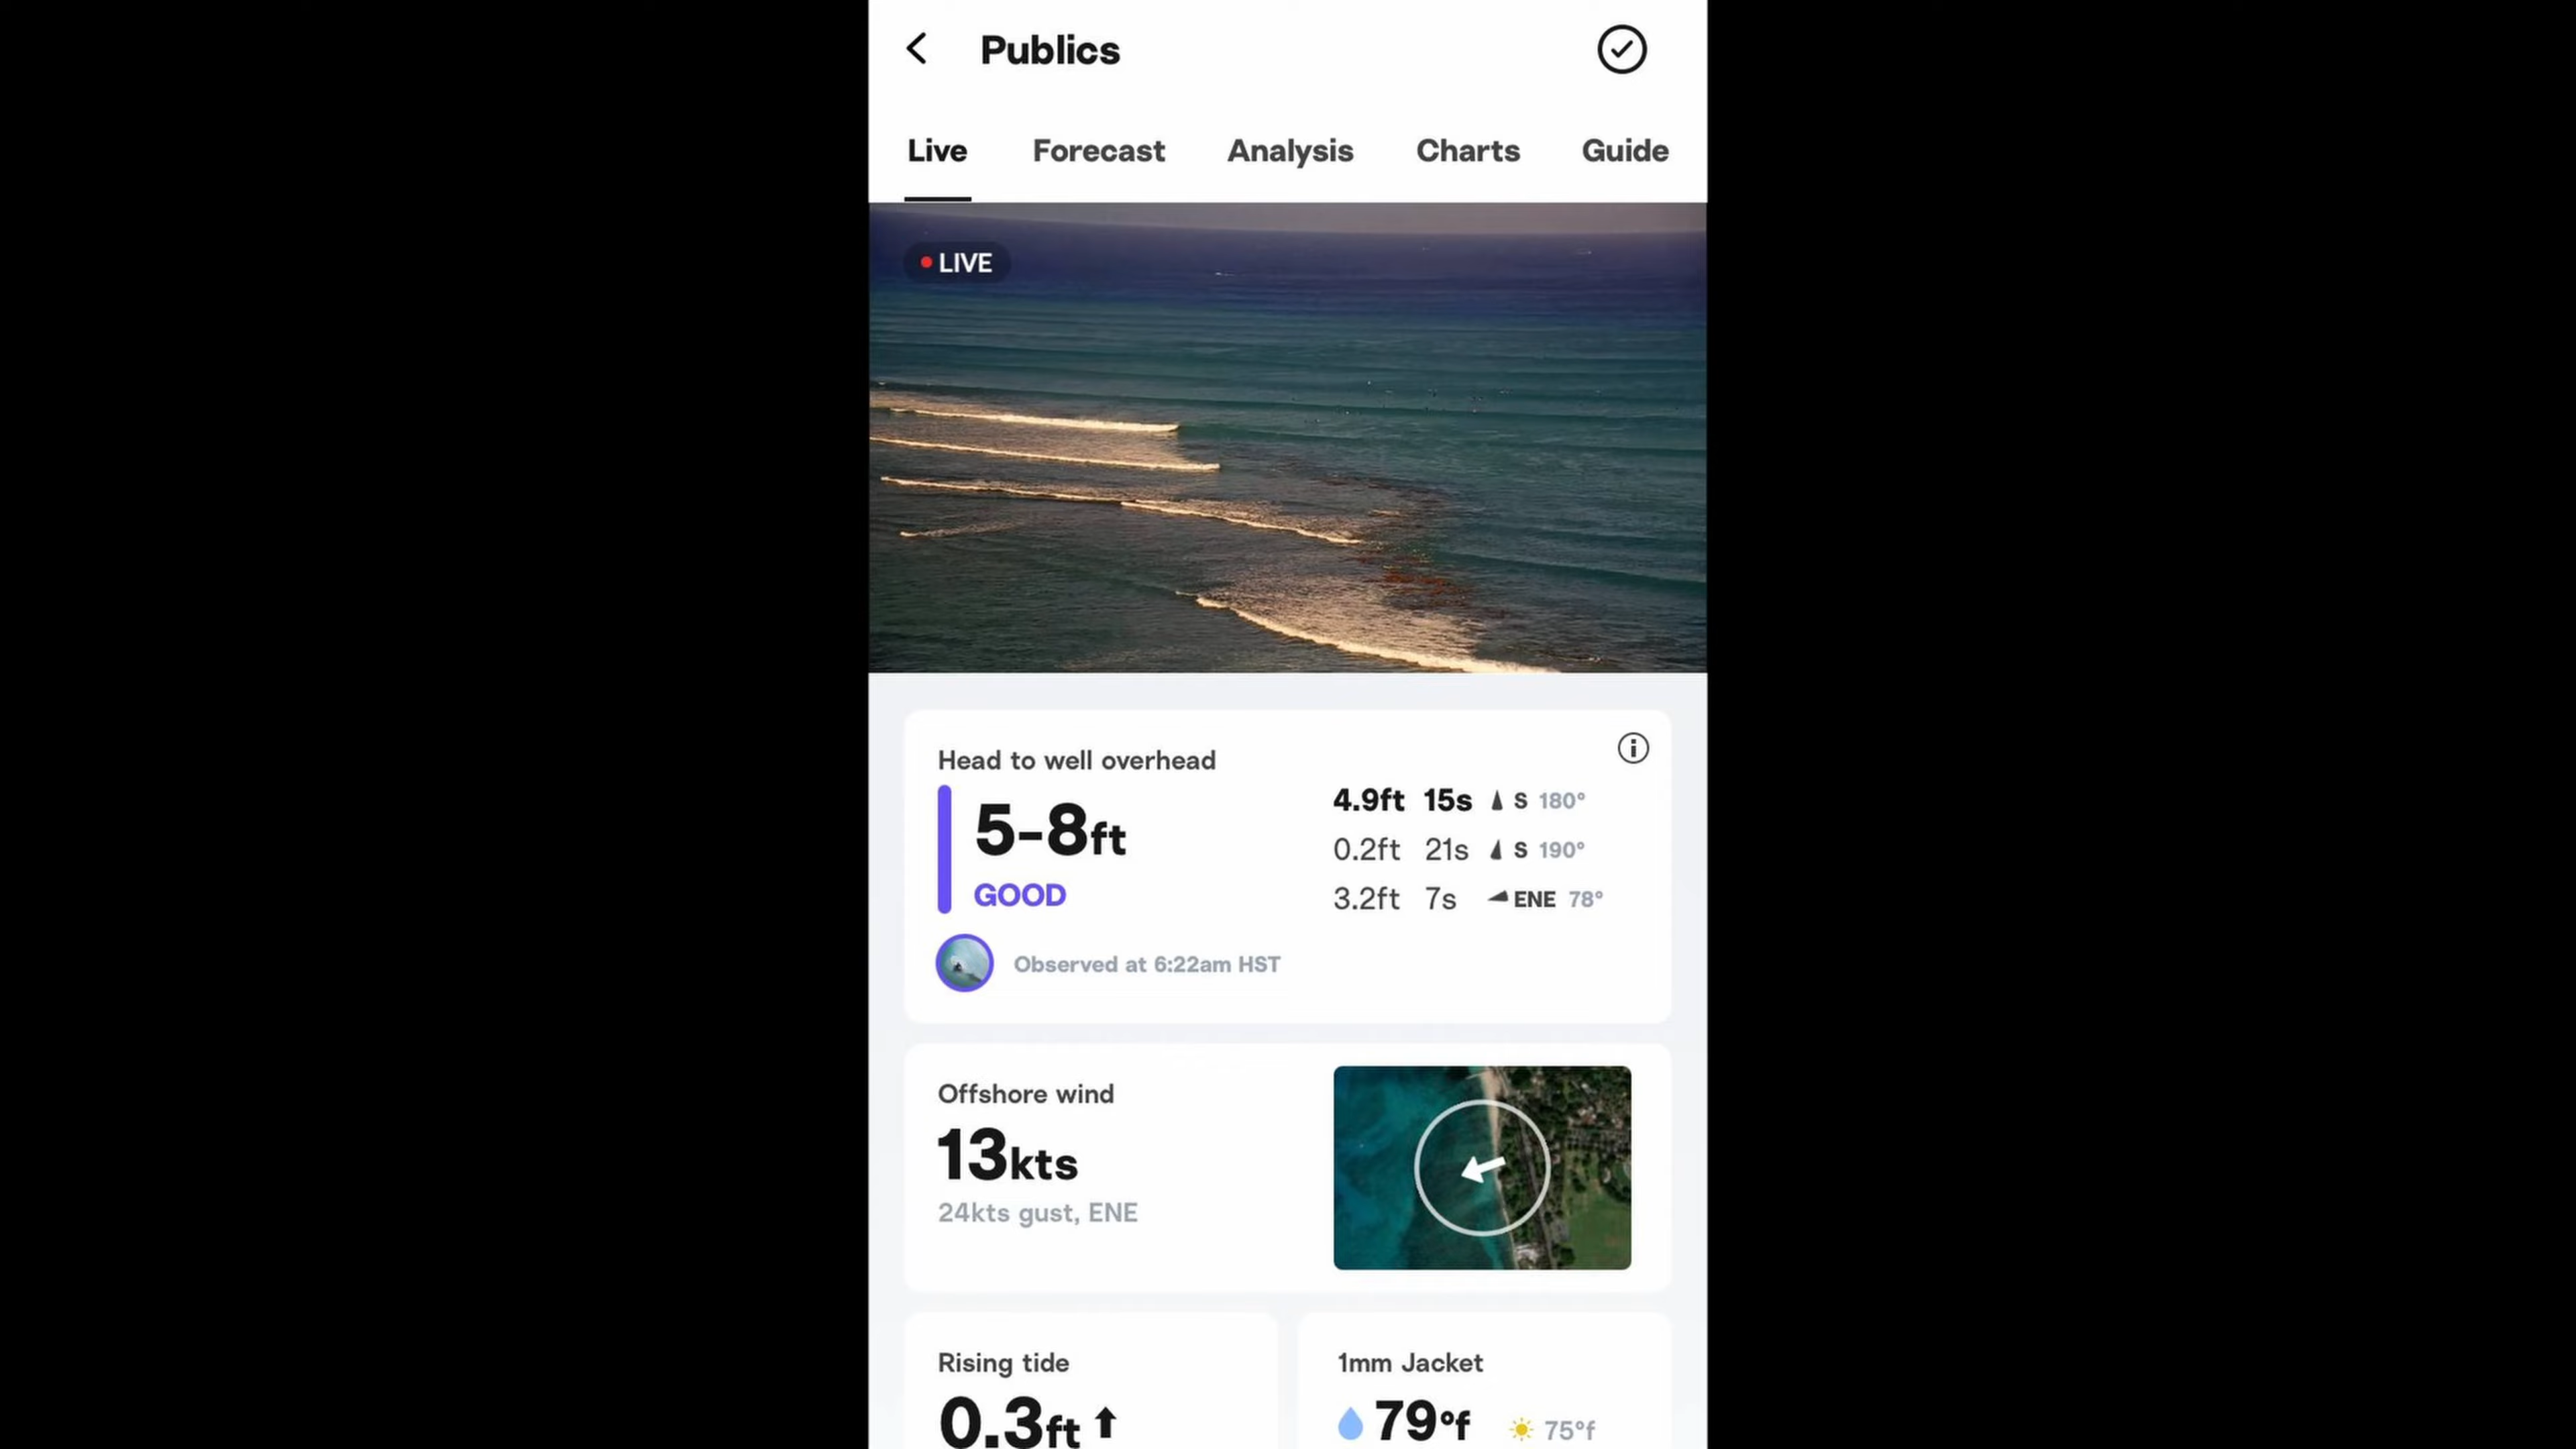 Publics
Live Forecast Analysis Charts Guide
LIVE
Head to well overhead
5-8ft
GOOD
4.9ft 15s S 180°
0.2ft 21s S 190°
3.2ft 7s ENE 78°
Observed at 6:22am HST
Offshore wind
13kts
24kts gust, ENE
Rising tide
0.3ft
1mm Jacket
79°f 75°f